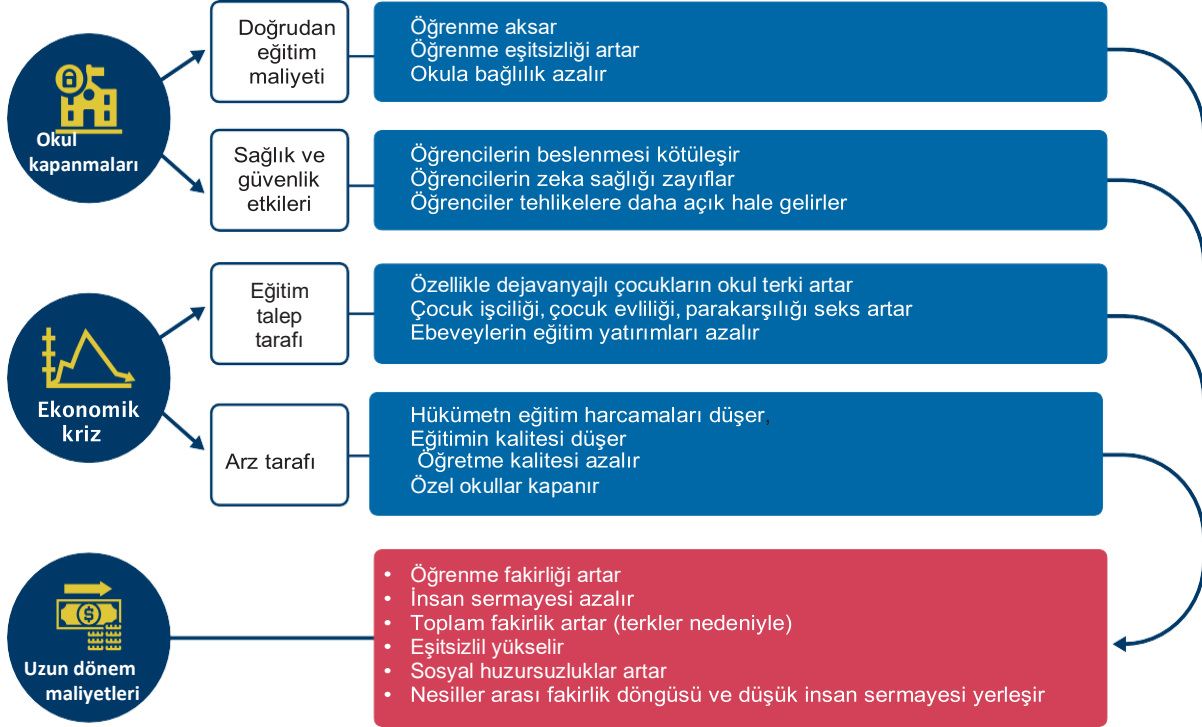 Okul
kapanmaları
Doğrudan
eğitim
maliyeti
Öğrenme aksar
Öğrenme eşitsizliği artar
Okula bağlılık azalır
Sağlık ve
güvenlik
etkileri
Öğrencilerin beslenmesi kötüleşir
Öğrencilerin zeka sağlığı zayıflar
Öğrenciler tehlikelere daha açık hale gelirler
Ekonomik
kriz
Eğitim
talep
tarafı
Özellikle dejavanyajlı çocukların okul terki artar
Çocuk işciliği, çocuk evliliği, parakarşılığı seks artar
Ebeveylerin eğitim yatırımları azalır
Arz tarafı
Hükümetn eğitim harcamaları düşer,
Eğitimin kalitesi düşer
Öğretme kalitesi azalır
Özel okullar kapanır
Uzun dönem
maliyetleri
• Öğrenme fakirliği artar
• İnsan sermayesi azalır
• Toplam fakirlik artar (terkler nedeniyle)
• Eşitsizlil yükselir
• Sosyal huzursuzluklar artar
• Nesiller arası fakirlik döngüsü ve düşük insan sermayesi yerleşir